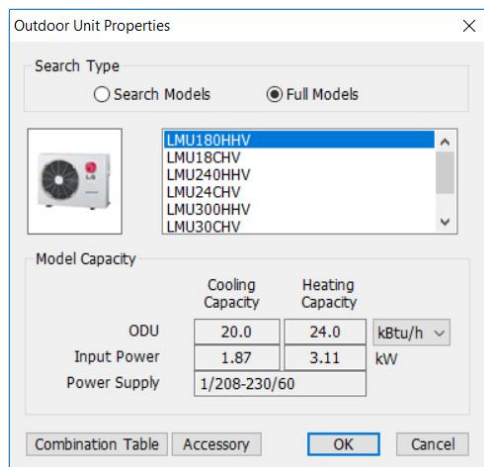 Outdoor Unit Properties
Search Type
Search Models Full Models
LMU180HHV
LMU18CHV
LMU240HHV
LMU24CHV
LMU300HHV
LMU30CHV
LG
Model Capacity
Cooling Capacity Heating Capacity
ODU 20.0 24.0 kBtu/h
Input Power 1.87 3.11 kW
Power Supply 1/208-230/60
Combination Table Accessory OK Cancel